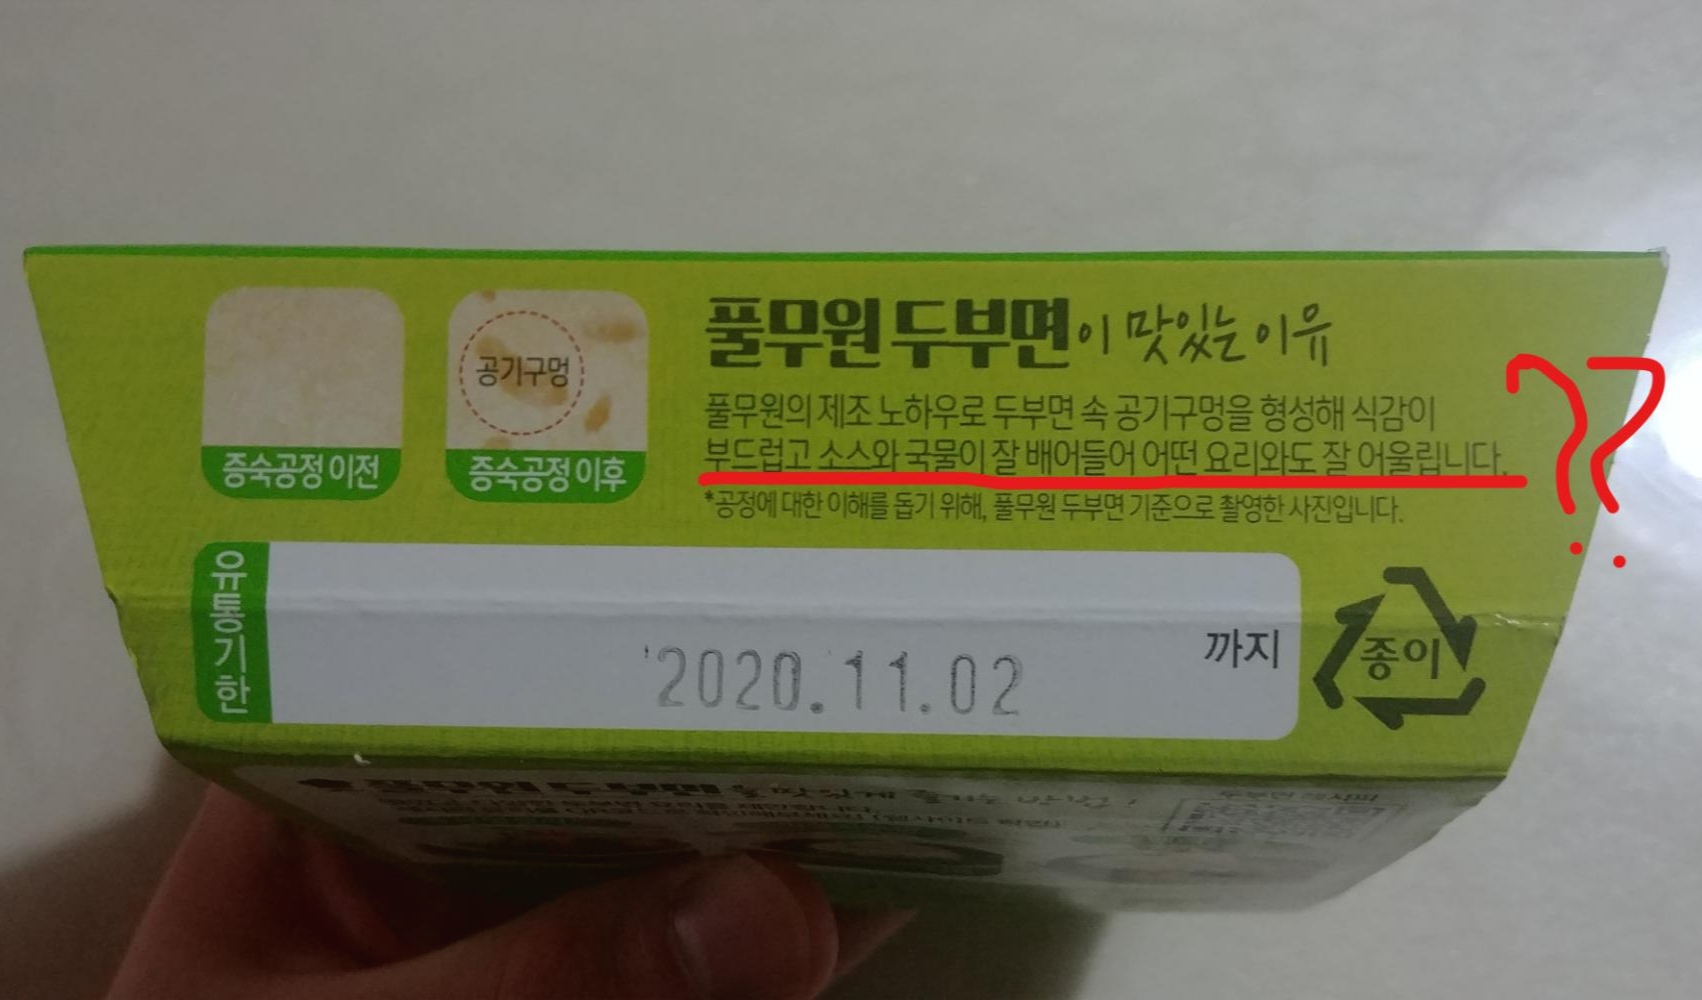 풀무원 두부면이 맛있는 이유
공기구멍
풀무원의 제조 노하우로 두부면 속 공기구멍을 형성해 식감이
부드럽고 소스와 국물이 잘 배어들어 어떤 요리와도 잘 어울립니다.
??
증숙공정 이전
증숙공정 이후
*공정에 대한 이해를 돕기 위해, 풀무원 두부면 기준으로 촬영한 사진입니다.
유통기한
2020.11.02
까지
종이
풀무원 두부면